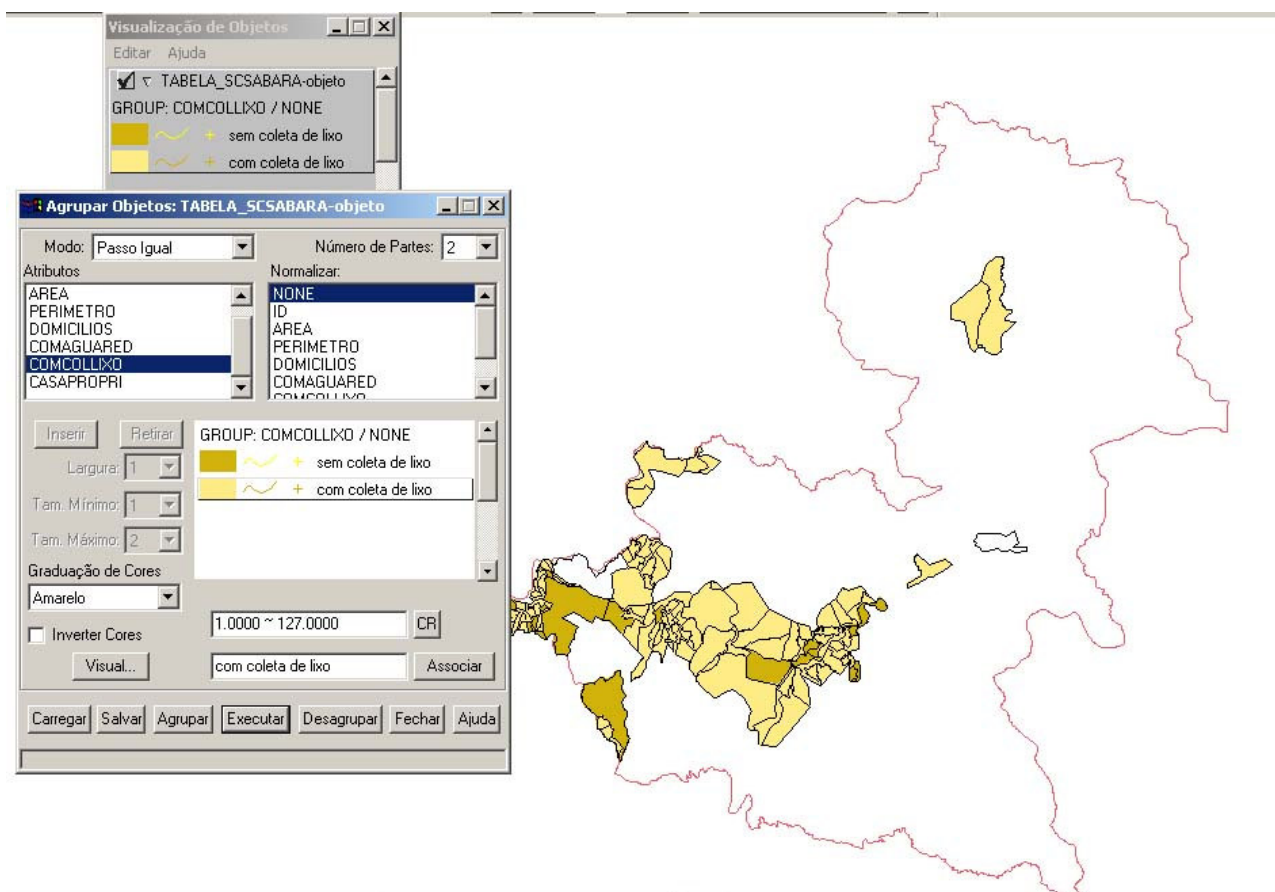 Visualização de Objetos
Editar Ajuda
TABELA_SCSABARA-objeto
GROUP: COMCOLLIXO / NONE
sem coleta de lixo
com coleta de lixo
Agrupar Objetos: TABELA_SCSABARA-objeto
Modo: Passo Igual Número de Partes: 2
Atributos Normalizar:
AREA NONE
PERIMETRO ID
DOMICILIOS AREA
COMAGUARED PERIMETRO
COMCOLLIXO DOMICILIOS
CASAPROPRI COMAGUARED
COMCOLLIXO
Inserir Retirar GROUP: COMCOLLIXO / NONE
sem coleta de lixo
Largura: 1
com coleta de lixo
Tam. Mínimo: 1
Tam. Máximo: 2
Graduação de Cores
Amarelo
1.0000 ~ 127.0000 CR
Inverter Cores
Visual... com coleta de lixo Associar
Carregar Salvar Agrupar Executar Desagrupar Fechar Ajuda